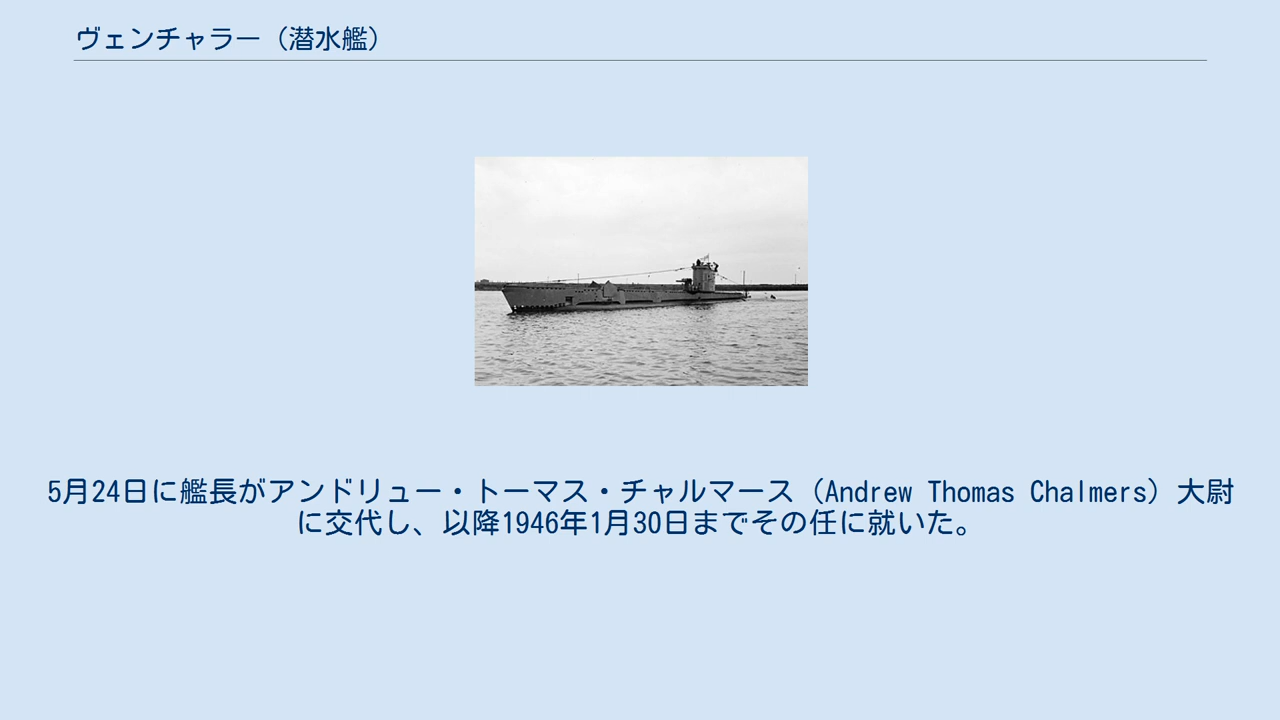 ヴェンチャラー（潜水艦）
5月24日に艦長がアンドリュー・トーマス・チャルマース（Andrew Thomas Chalmers）大尉
に交代し、以降1946年1月30日までその任に就いた。